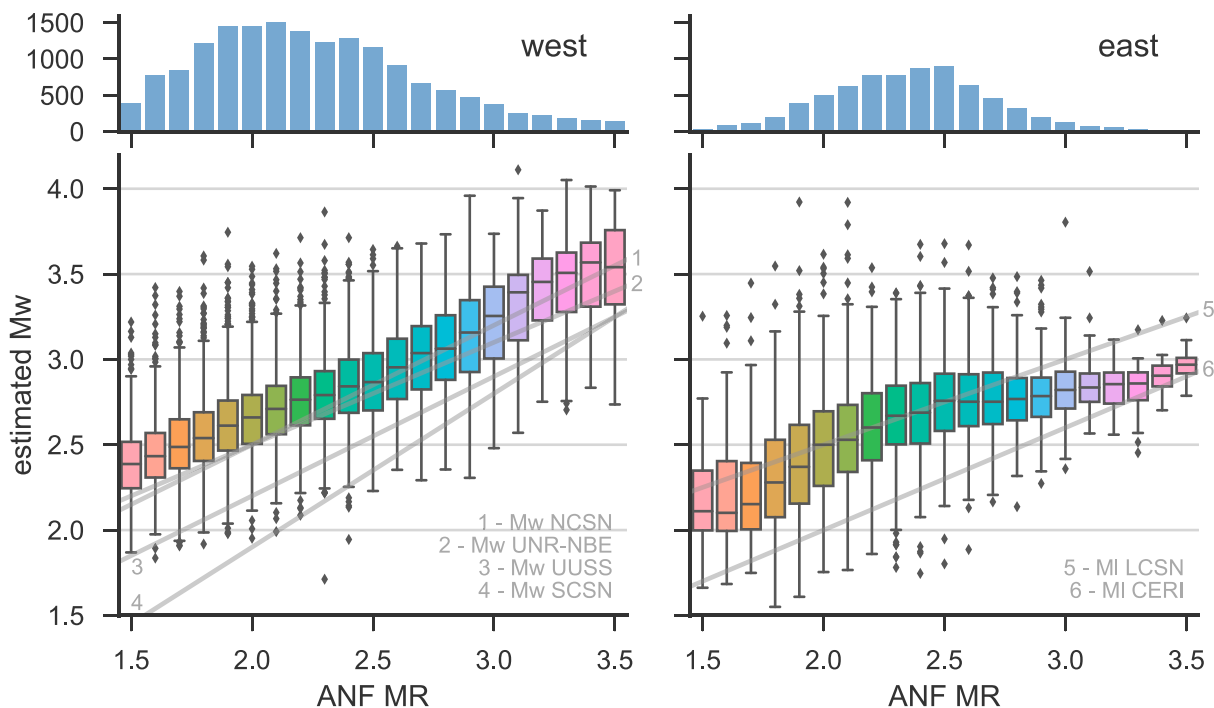 1500
1000
500
0
west
east
4.0
3.5
3.0
2.5
2.0
1.5
estimated Mw
1
2
3
4
1 - Mw NCSN
2 - Mw UNR-NBE
3 - Mw UUSS
4 - Mw SCSN
5
6
5 - Ml LCSN
6 - Ml CERI
1.5 2.0 2.5 3.0 3.5
ANF MR
1.5 2.0 2.5 3.0 3.5
ANF MR